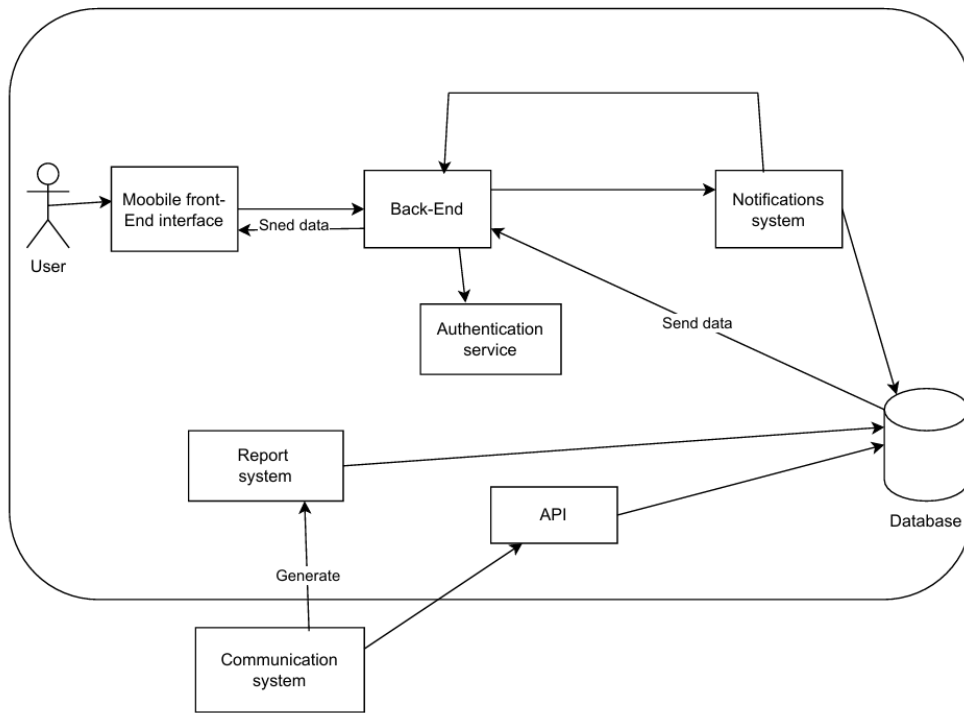 Moobile front-
End interface
Sned data
Back-End
Notifications
system
User
Authentication
service
Send data
Report
system
API
Database
Generate
Communication
system